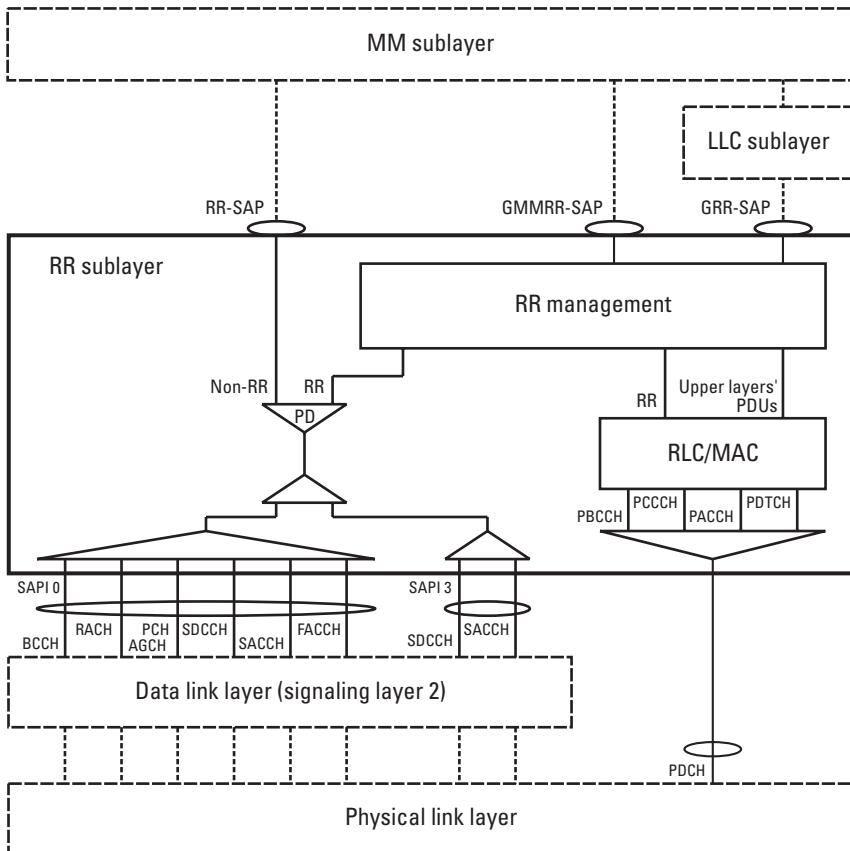 MM sublayer
LLC sublayer
RR-SAP
GMMRR-SAP
GRR-SAP
RR sublayer
RR management
Non-RR
RR
PD
RR
Upper layers'
PDUs
RLC/MAC
PBCCH
PCCCH
PACCH
PDTCH
SAPI 0
SAPI 3
BCCH
RACH
PCH
AGCH
SDCCH
SACCH
FACCH
SDCCH
SACCH
Data link layer (signaling layer 2)
PDCH
Physical link layer